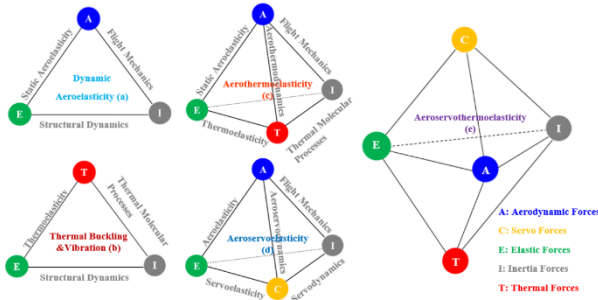 A
Static Aeroelasticity
Flight Mechanics
Dynamic
Aeroelasticity (a)
E
I
Structural Dynamics
A
Static Aeroelasticity
Aerothermodynamics
Flight Mechanics
Aerothermoelasticity
(c)
E
I
Thermoelasticity
T
Thermal Molecular
Processes
T
Thermoelasticity
Thermal Molecular
Processes
Thermal Buckling
&Vibration (b)
E
I
Structural Dynamics
A
Aeroelasticity
Aeroservodynamics
Flight Mechanics
Aeroservoelasticity
(d)
E
I
Servoelasticity
C
Servodynamics
C
Aeroservothermoelasticity
(e)
E
I
A
T
A: Aerodynamic Forces
C: Servo Forces
E: Elastic Forces
I: Inertia Forces
T: Thermal Forces